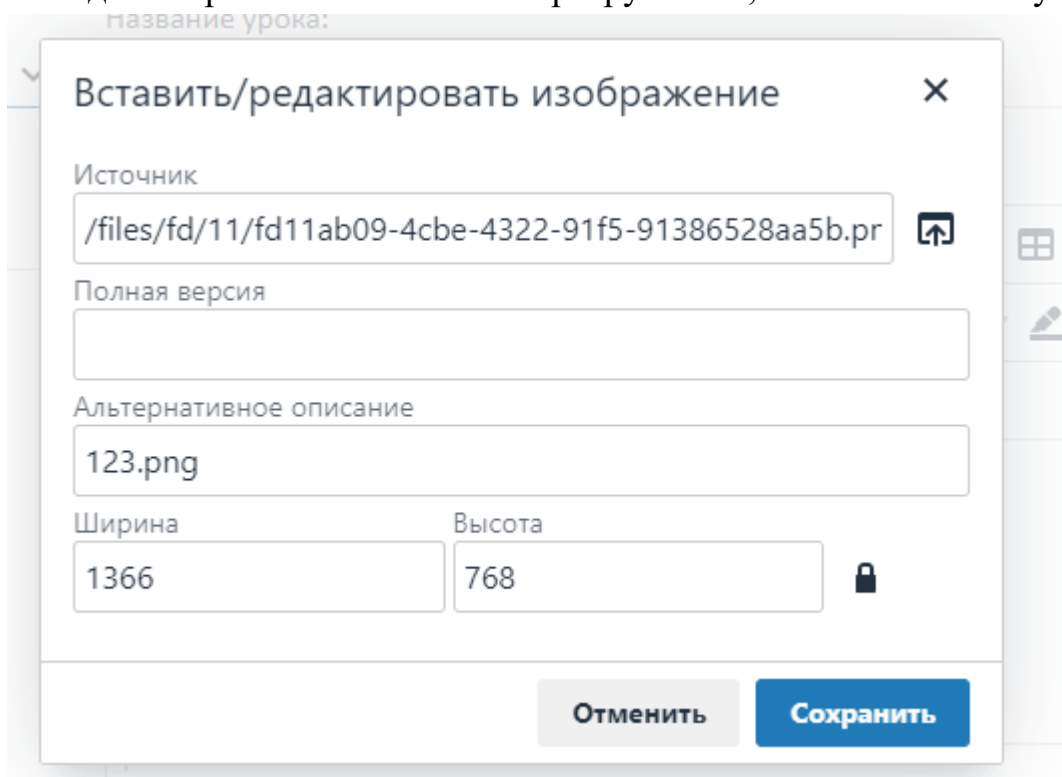 Название урока:
Вставить/редактировать изображение
Источник
/files/fd/11/fd11ab09-4cbe-4322-91f5-91386528aa5b.pr
Полная версия
Альтернативное описание
123.png
Ширина Высота
1366 768
Отменить Сохранить